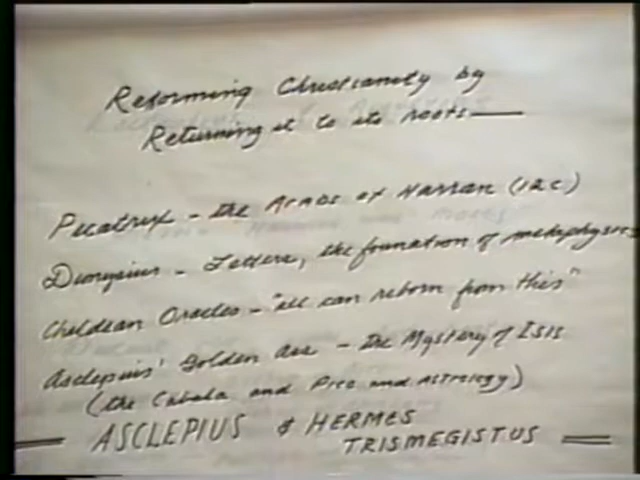 Reforming Christianity by
Returning it to its roots—
Picatrix - the Arabs of Harran (12c)
Dionysius - Letters, the founation of metaphysics
Chaldean Oracles - "all can reborn from this"
Asclepius' Golden Ass - the Mystery of ISIS
(the Cabala and Pico and Astrology)
ASCLEPIUS & HERMES
TRISMEGISTUS